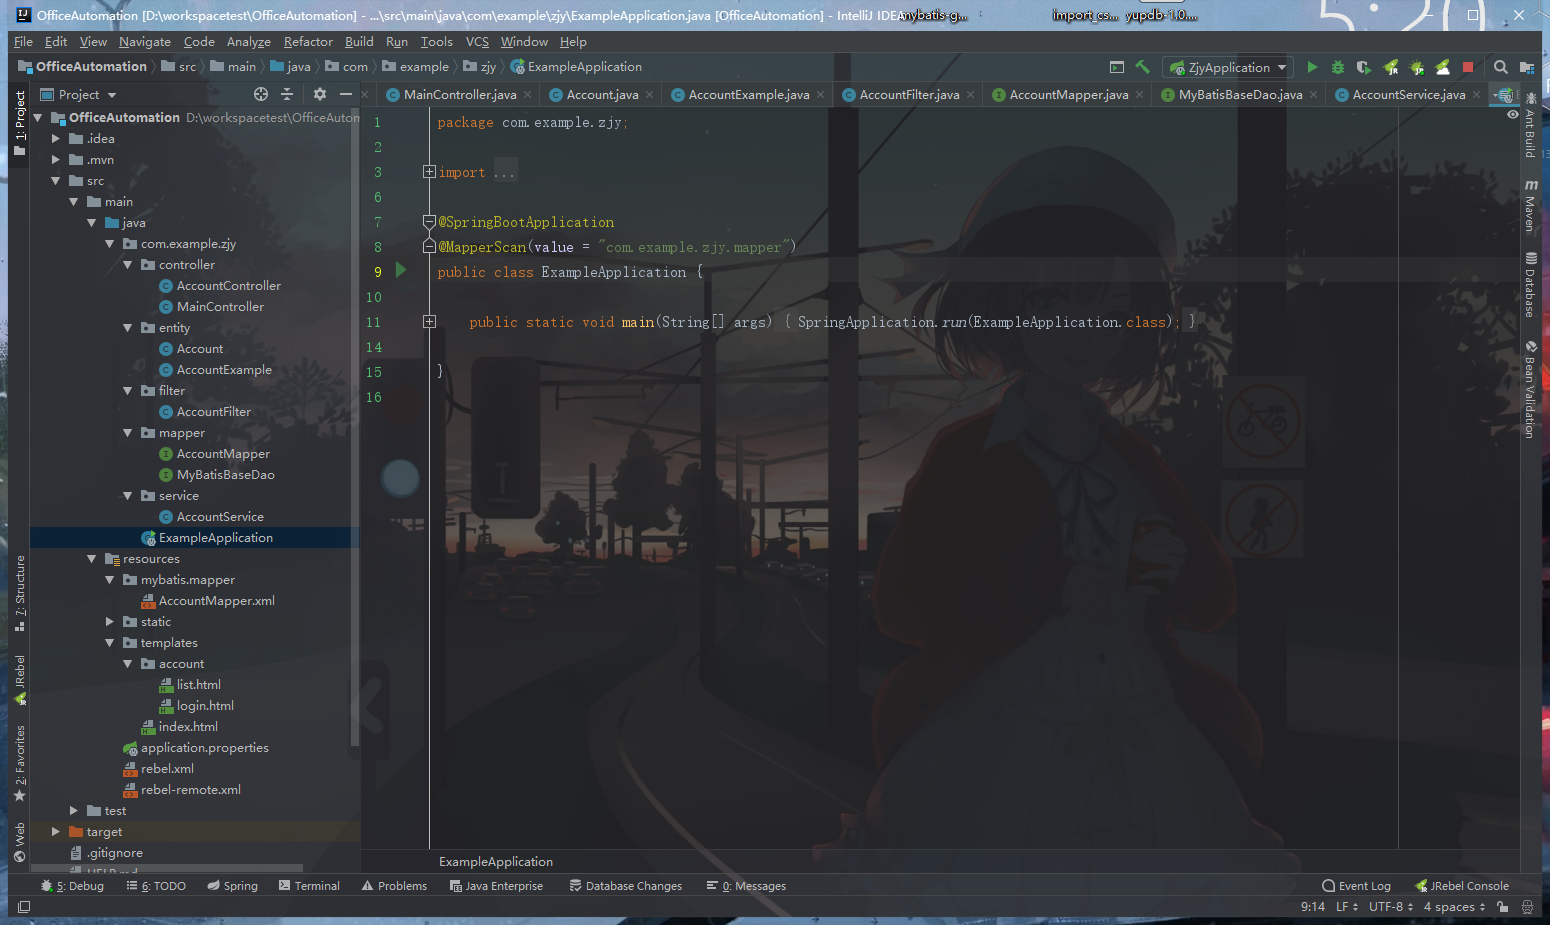 OfficeAutomation [D:\workspacetest\OfficeAutomation] - ...\src\main\java\com\example\zjy\ExampleApplication.java [OfficeAutomation] - IntelliJ IDEA
mybatis-g...
import_cs...
yupdb-1.0....
5:20
File Edit View Navigate Code Analyze Refactor Build Run Tools VCS Window Help
OfficeAutomation src main java com example zjy ExampleApplication
ZjyApplication
Project
MainController.java Account.java AccountExample.java AccountFilter.java AccountMapper.java MyBatisBaseDao.java AccountService.java
OfficeAutomation D:\workspacetest\OfficeAuton
.idea
.mvn
src
main
java
com.example.zjy
controller
AccountController
MainController
entity
Account
AccountExample
filter
AccountFilter
mapper
AccountMapper
MyBatisBaseDao
service
AccountService
ExampleApplication
resources
mybatis.mapper
AccountMapper.xml
static
templates
account
list.html
login.html
index.html
application.properties
rebel.xml
rebel-remote.xml
test
target
.gitignore
HELP.md
1 package com.example.zjy;
2
3 import ...
6
7 @SpringBootApplication
8 @MapperScan(value = "com.example.zjy.mapper")
9 public class ExampleApplication {
10
11 public static void main(String[] args) { SpringApplication.run(ExampleApplication.class); }
14
15 }
16
ExampleApplication
1: Project
7: Structure
JRebel
2: Favorites
Web
Ant Build
Maven
Database
Bean Validation
5: Debug 6: TODO Spring Terminal Problems Java Enterprise Database Changes 0: Messages Event Log JRebel Console
9:14 LF UTF-8 4 spaces